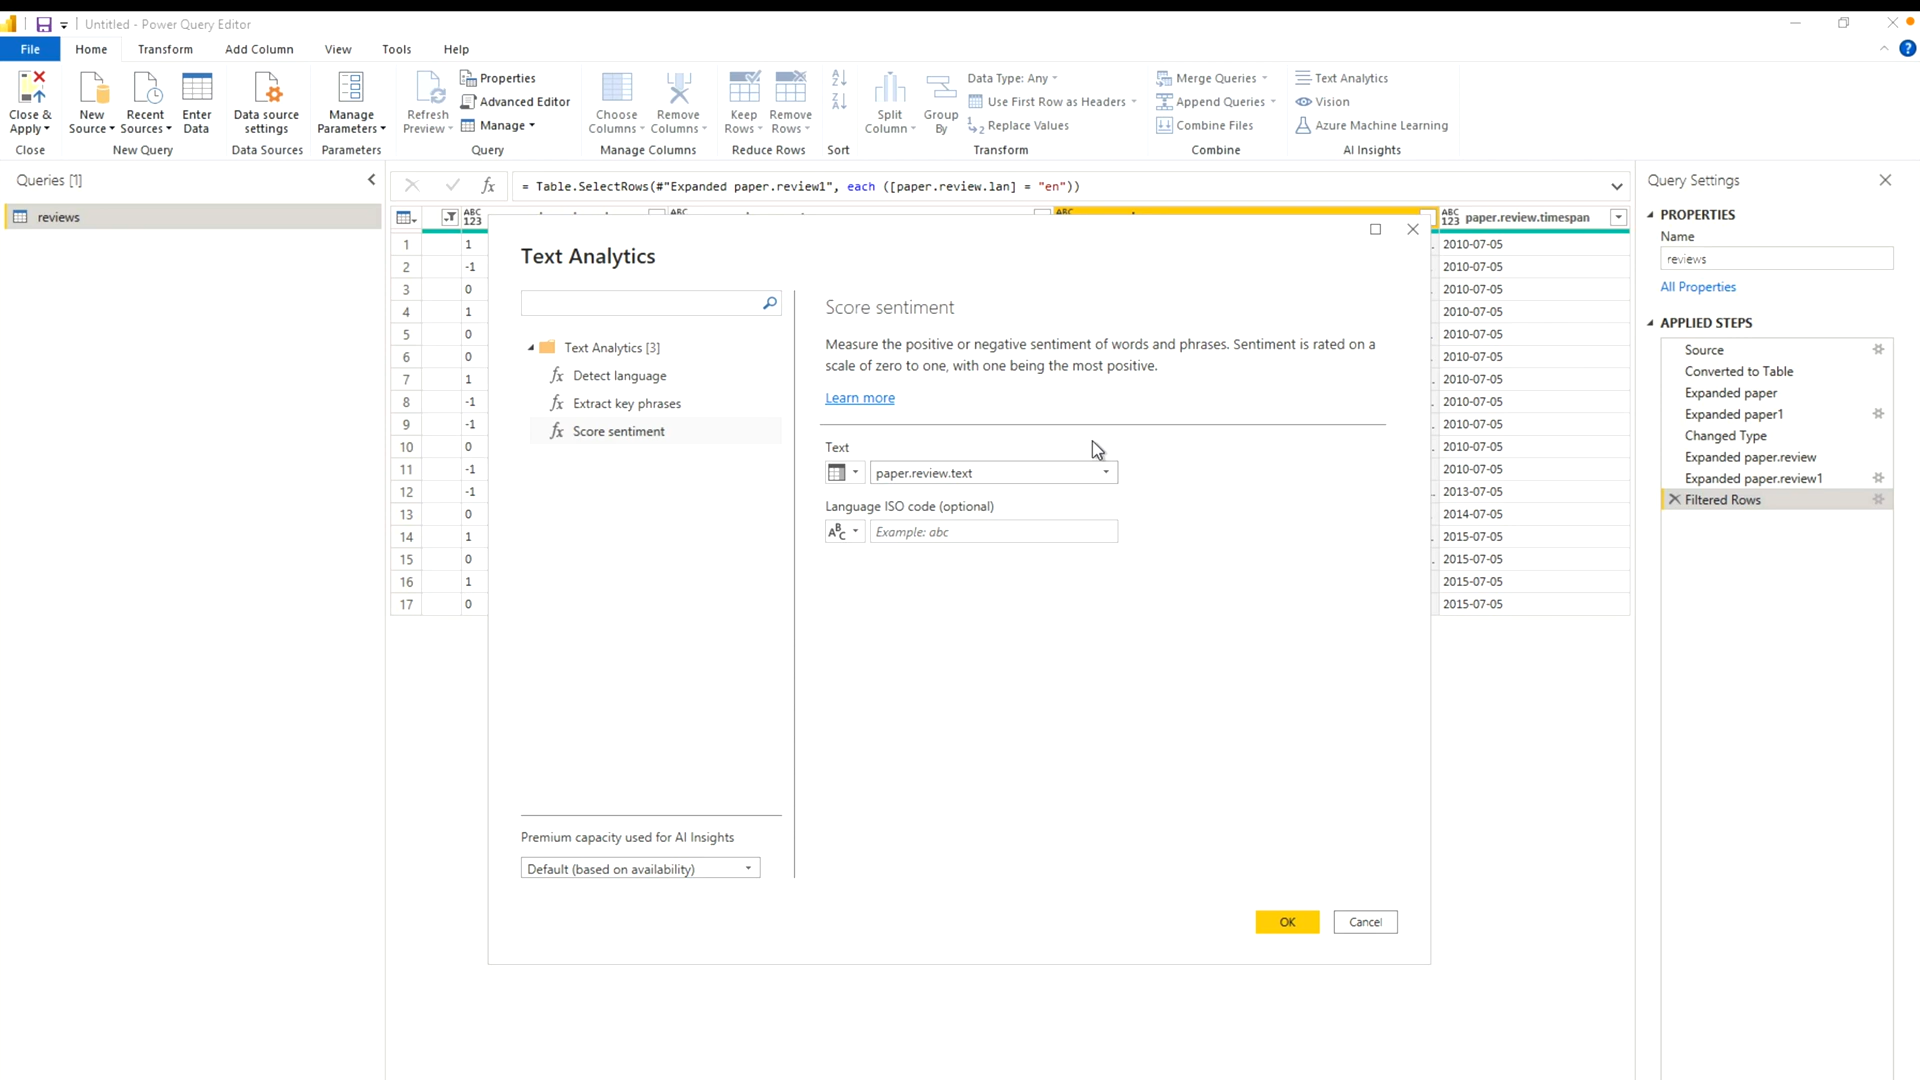 Untitled - Power Query Editor
File Home Transform Add Column View Tools Help
Close & Apply
New Source
Recent Sources
Enter Data
Data source settings
Manage Parameters
Refresh Preview
Properties
Advanced Editor
Manage
Choose Columns
Remove Columns
Keep Rows
Remove Rows
Split Column
Group By
Data Type: Any
Use First Row as Headers
Replace Values
Merge Queries
Append Queries
Combine Files
Text Analytics
Vision
Azure Machine Learning
Close New Query Data Sources Parameters Query Manage Columns Reduce Rows Sort Transform Combine AI Insights
Queries [1]
reviews
= Table.SelectRows(#"Expanded paper.review1", each ([paper.review.lan] = "en"))
ABC 123
ABC
ABC
ABC 123 paper.review.timespan
1 1 2010-07-05
2 -1 2010-07-05
3 0 2010-07-05
4 1 2010-07-05
5 0 2010-07-05
6 0 2010-07-05
7 1 2010-07-05
8 -1 2010-07-05
9 -1 2010-07-05
10 0 2010-07-05
11 -1 2010-07-05
12 -1 2013-07-05
13 0 2014-07-05
14 1 2015-07-05
15 0 2015-07-05
16 1 2015-07-05
17 0 2015-07-05
Text Analytics
Text Analytics [3]
Detect language
Extract key phrases
Score sentiment
Premium capacity used for AI Insights
Default (based on availability)
Score sentiment
Measure the positive or negative sentiment of words and phrases. Sentiment is rated on a
scale of zero to one, with one being the most positive.
Learn more
Text
paper.review.text
Language ISO code (optional)
Example: abc
OK Cancel
Query Settings
PROPERTIES
Name
reviews
All Properties
APPLIED STEPS
Source
Converted to Table
Expanded paper
Expanded paper1
Changed Type
Expanded paper.review
Expanded paper.review1
Filtered Rows